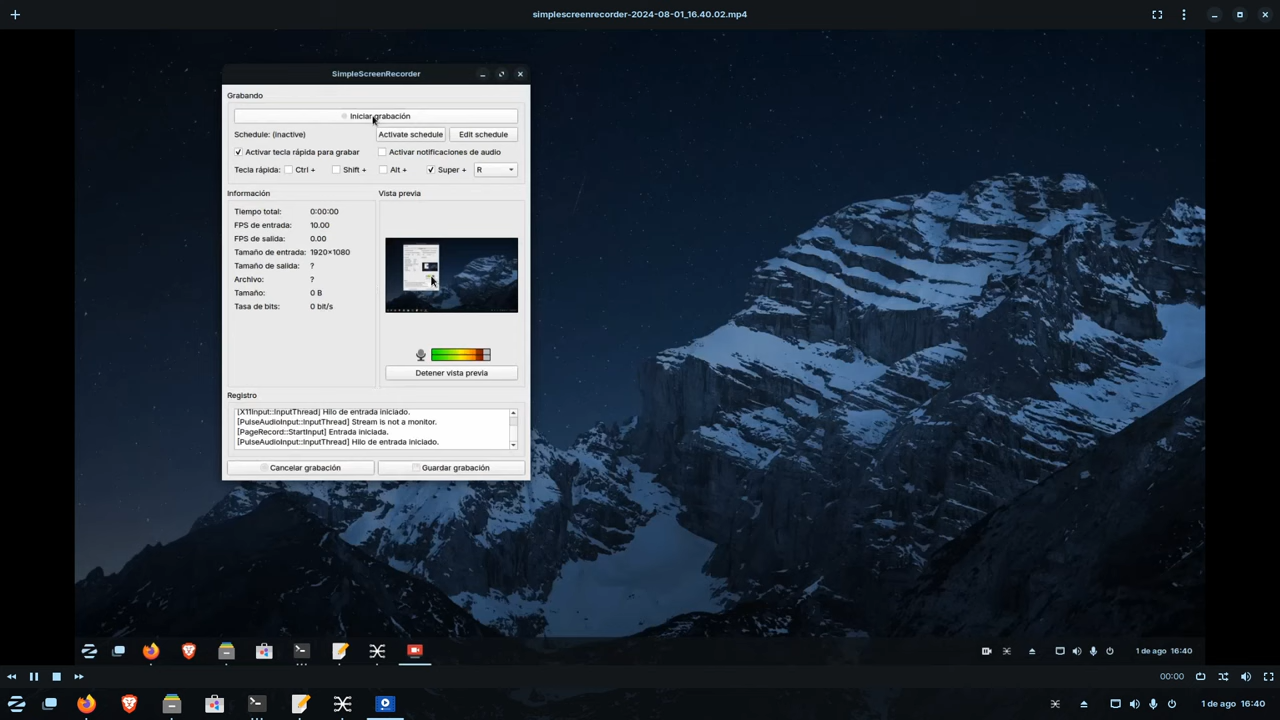 simplescreenrecorder-2024-08-01_16.40.02.mp4
SimpleScreenRecorder
Grabando
Iniciar grabación
Schedule: (inactive) Activate schedule Edit schedule
Activar tecla rápida para grabar Activar notificaciones de audio
Tecla rápida: Ctrl + Shift + Alt + Super + R
Información Vista previa
Tiempo total: 0:00:00
FPS de entrada: 10.00
FPS de salida: 0.00
Tamaño de entrada: 1920×1080
Tamaño de salida: ?
Archivo: ?
Tamaño: 0 B
Tasa de bits: 0 bit/s
Detener vista previa
Registro
[X11Input::InputThread] Hilo de entrada iniciado.
[PulseAudioInput::InputThread] Stream is not a monitor.
[PageRecord::StartInput] Entrada iniciada.
[PulseAudioInput::InputThread] Hilo de entrada iniciado.
Cancelar grabación Guardar grabación
1 de ago 16:40
00:00
1 de ago 16:40